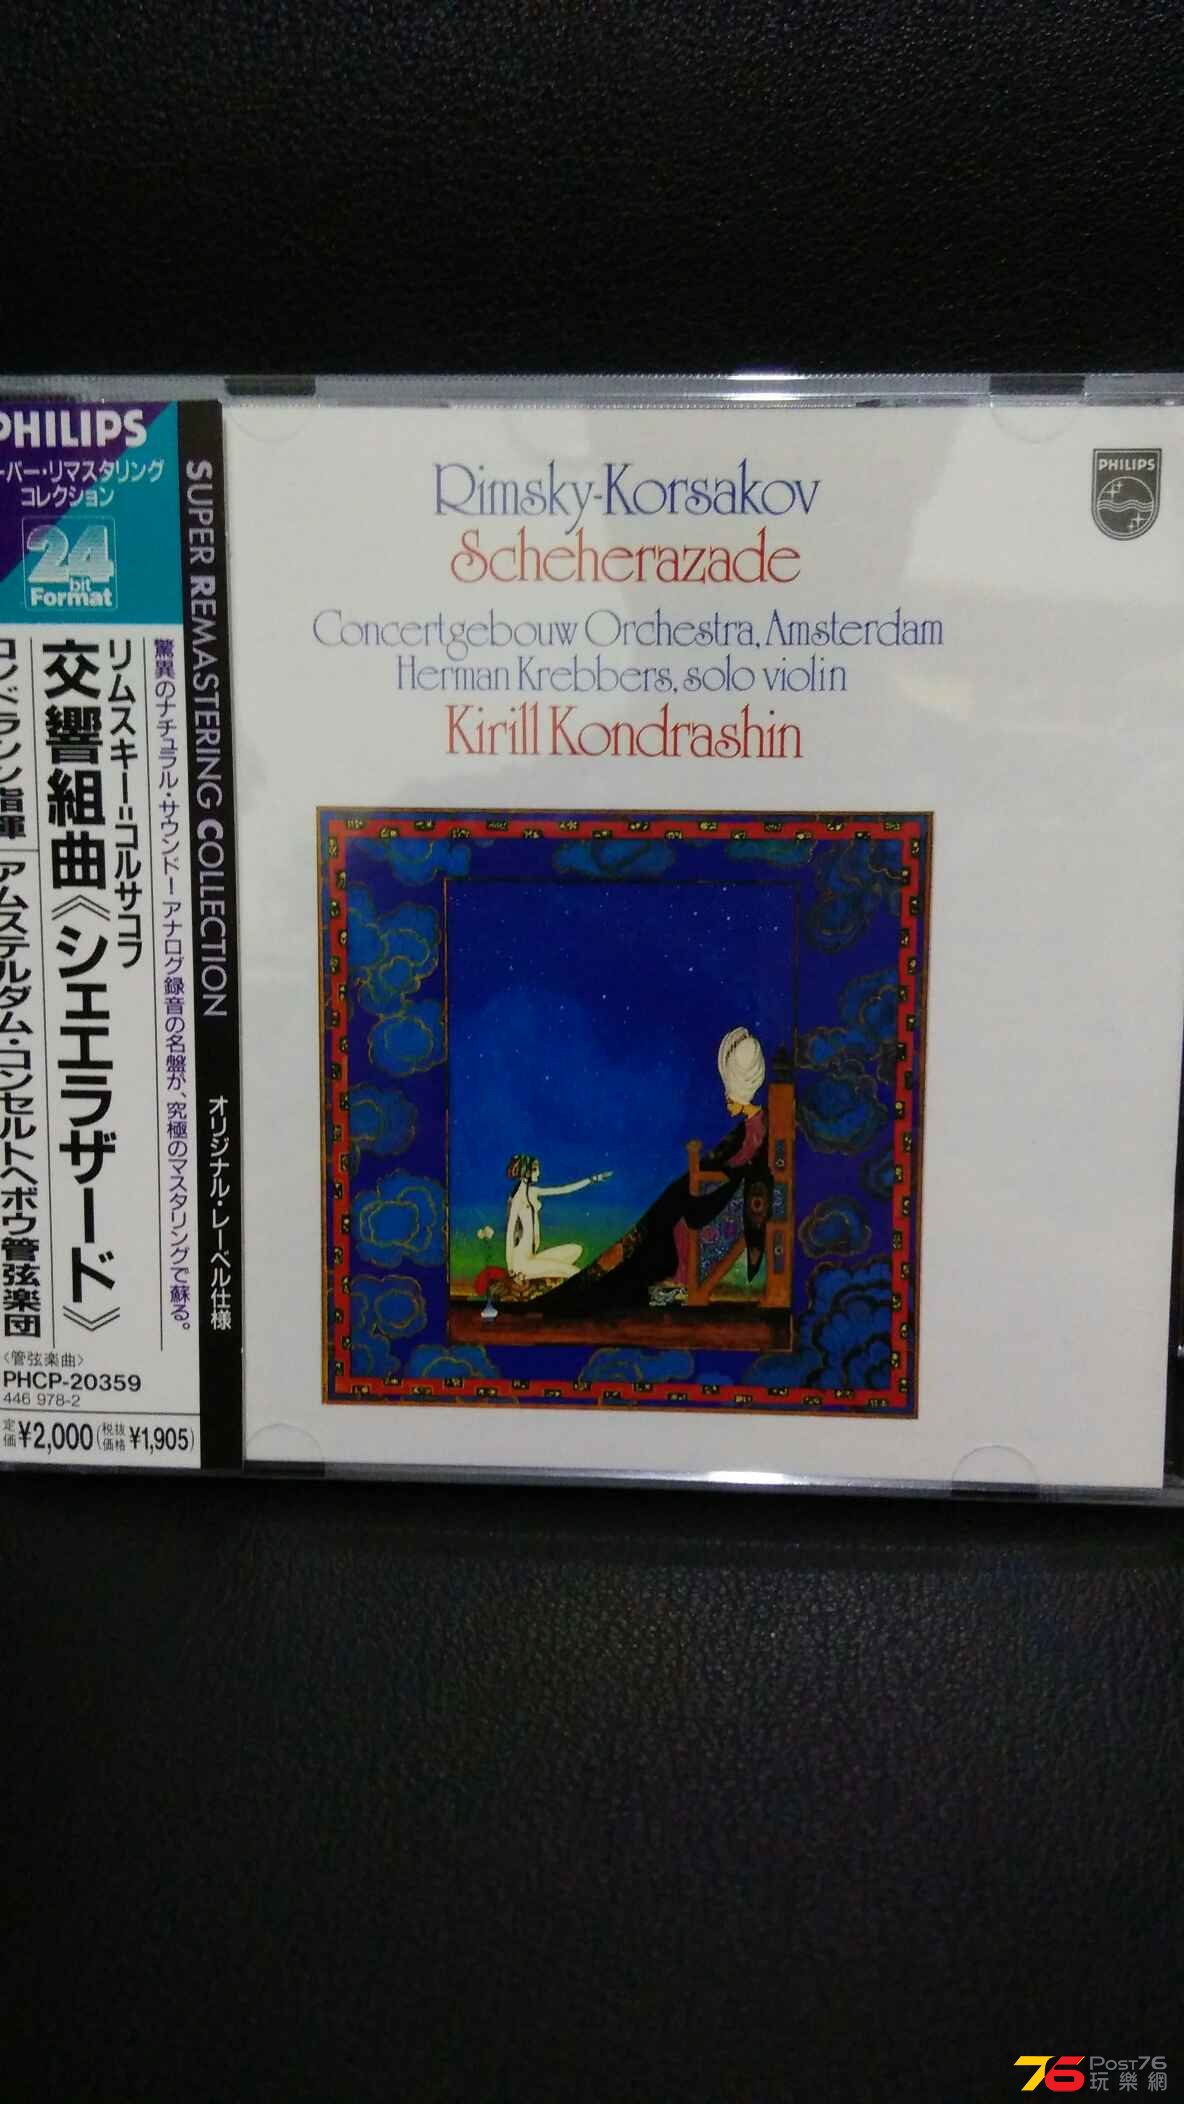 PHILIPS
ーパー・リマスタリング
コレクション
24
bit
Format
SUPER REMASTERING COLLECTION
オリジナル・レーベル仕様
驚異のナチュラル・サウンド!アナログ録音の名盤が、究極のマスタリングで蘇る。
リムスキー=コルサコフ
交響組曲《シェエラザード》
コンドラシン指揮
アムステルダム・コンセルトヘボウ管弦楽団
〈管弦楽曲〉
PHCP-20359
446 978-2
定価¥2,000(税抜価格¥1,905)
Rimsky-Korsakov
Scheherazade
Concertgebouw Orchestra, Amsterdam
Herman Krebbers, solo violin
Kirill Kondrashin
PHILIPS
76 POST76
玩樂網